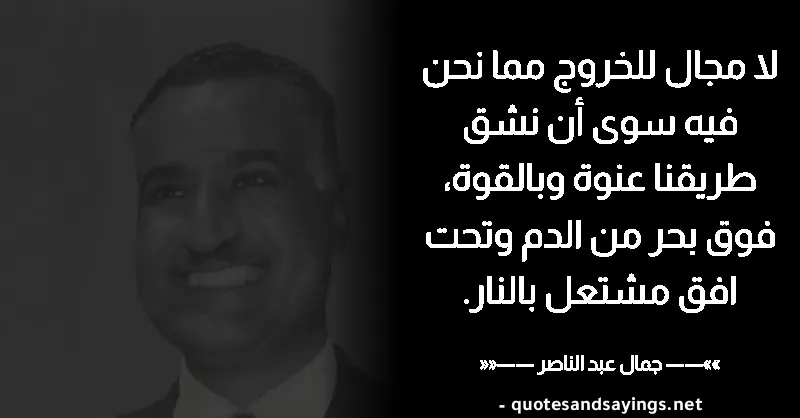 لا مجال للخروج مما نحن
فيه سوى أن نشق
طريقنا عنوة وبالقوة،
فوق بحر من الدم وتحت
افق مشتعل بالنار.
»»—— جمال عبد الناصر ——««
- quotesandsayings.net